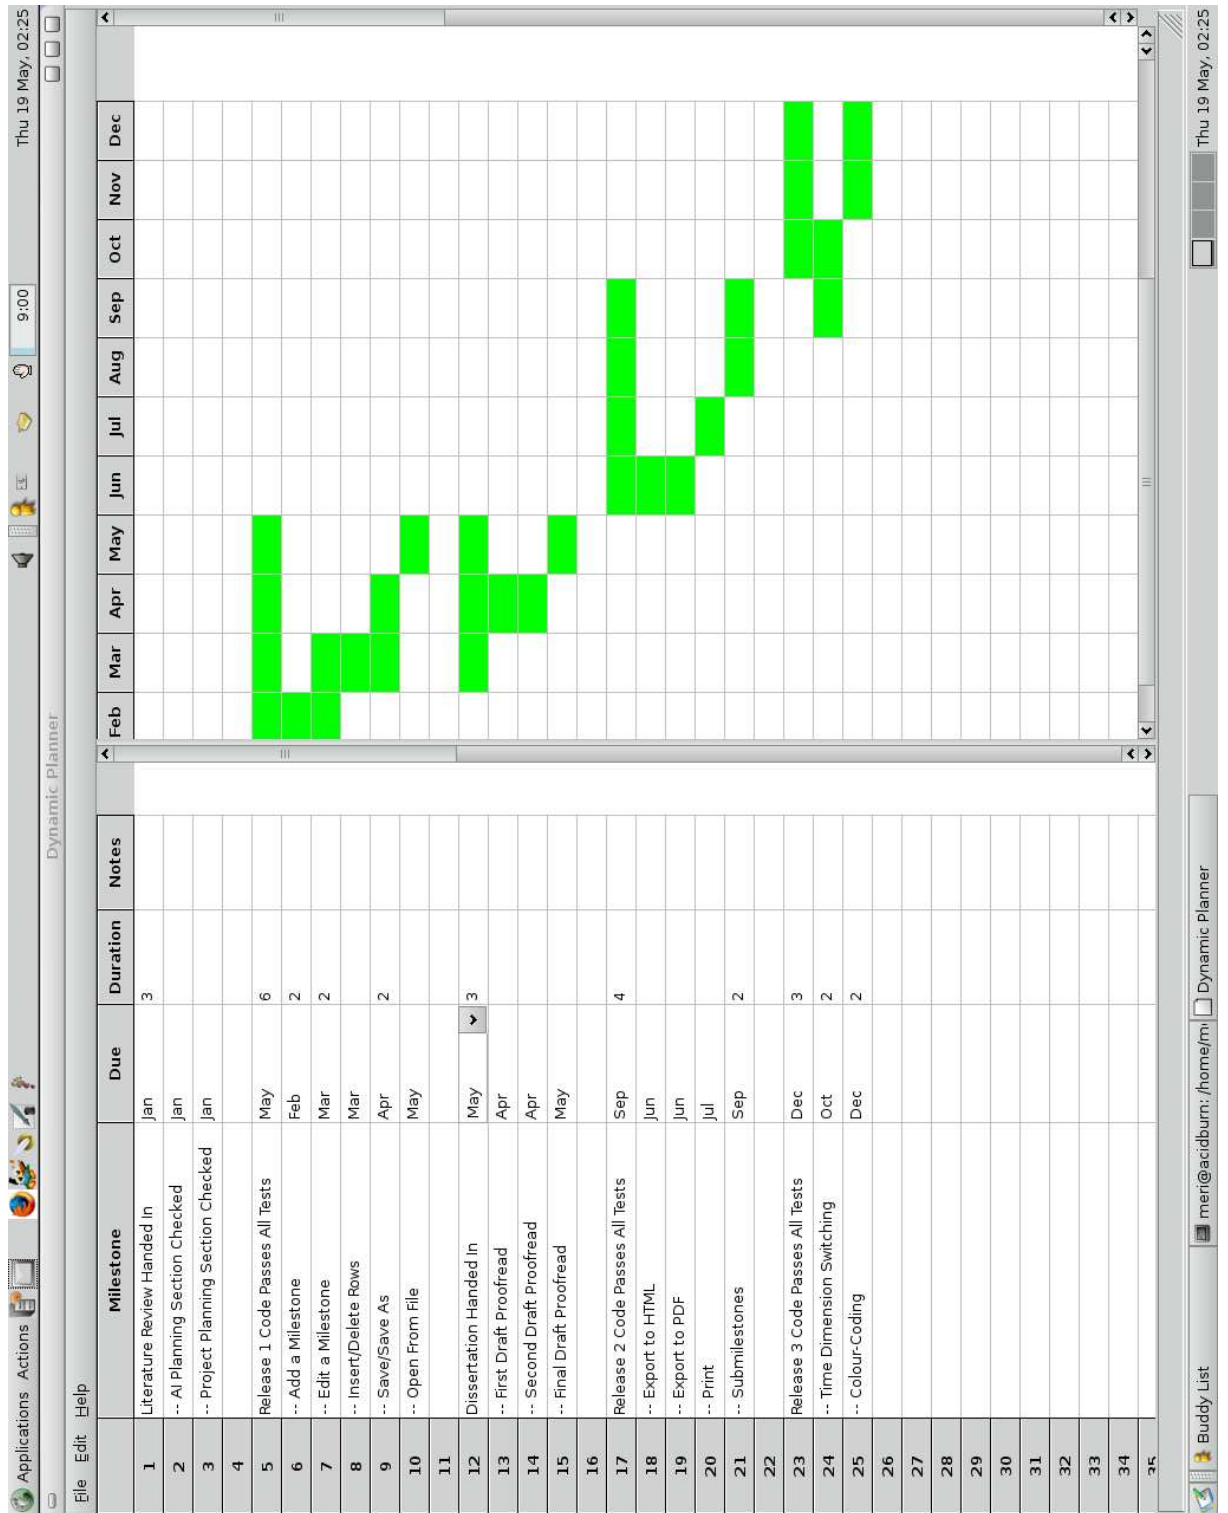 Applications Actions 9:00 Thu 19 May, 02:25
Dynamic Planner
File Edit Help
Milestone Due Duration Notes Feb Mar Apr May Jun Jul Aug Sep Oct Nov Dec
1 Literature Review Handed In Jan 3
2 -- AI Planning Section Checked Jan
3 -- Project Planning Section Checked Jan
4
5 Release 1 Code Passes All Tests May 6
6 -- Add a Milestone Feb 2
7 -- Edit a Milestone Mar 2
8 -- Insert/Delete Rows Mar
9 -- Save/Save As Apr 2
10 -- Open From File May
11
12 Dissertation Handed In May 3
13 -- First Draft Proofread Apr
14 -- Second Draft Proofread Apr
15 -- Final Draft Proofread May
16
17 Release 2 Code Passes All Tests Sep 4
18 -- Export to HTML Jun
19 -- Export to PDF Jun
20 -- Print Jul
21 -- Submilestones Sep 2
22
23 Release 3 Code Passes All Tests Dec 3
24 -- Time Dimension Switching Oct 2
25 -- Colour-Coding Dec 2
26
27
28
29
30
31
32
33
34
35
Buddy List meri@acidburn: /home/m Dynamic Planner Thu 19 May, 02:25